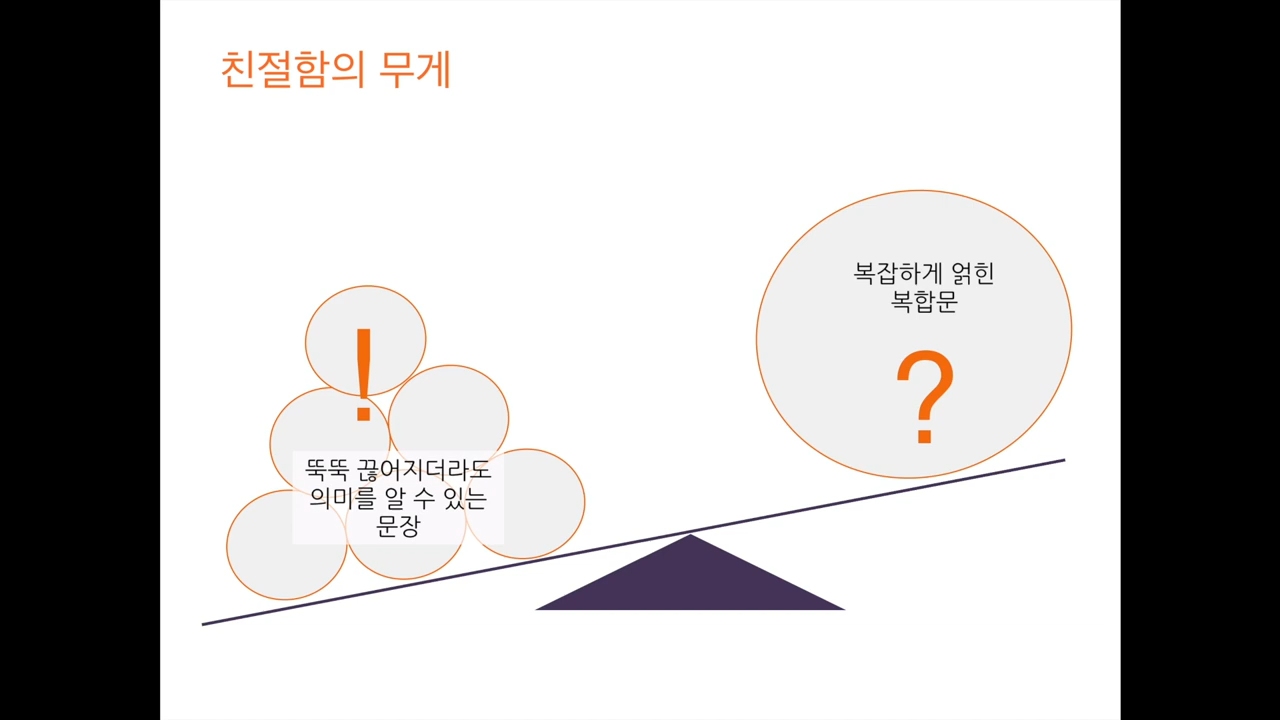 친절함의 무게
!
뚝뚝 끊어지더라도
의미를 알 수 있는
문장
복잡하게 얽힌
복합문
?